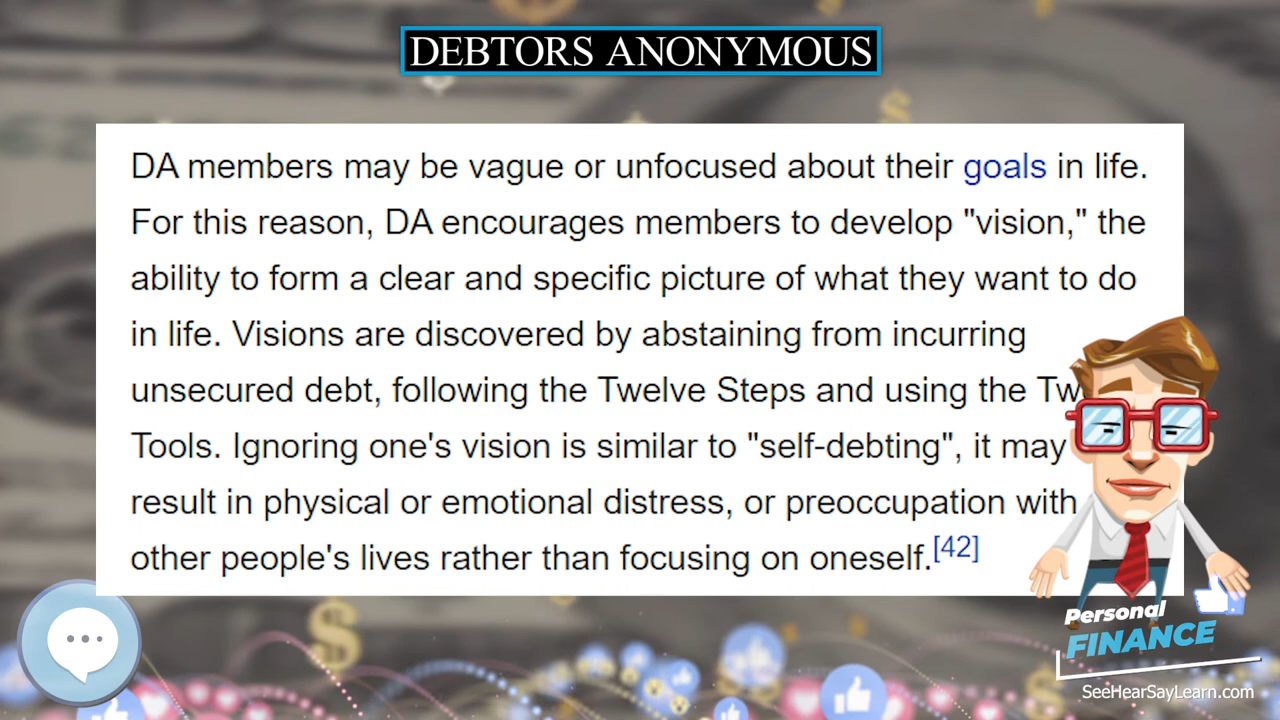 DEBTORS ANONYMOUS
DA members may be vague or unfocused about their goals in life.
For this reason, DA encourages members to develop "vision," the
ability to form a clear and specific picture of what they want to do
in life. Visions are discovered by abstaining from incurring
unsecured debt, following the Twelve Steps and using the Tw
Tools. Ignoring one's vision is similar to "self-debting", it may
result in physical or emotional distress, or preoccupation with
other people's lives rather than focusing on oneself.[42]
Personal
FINANCE
SeeHearSayLearn.com